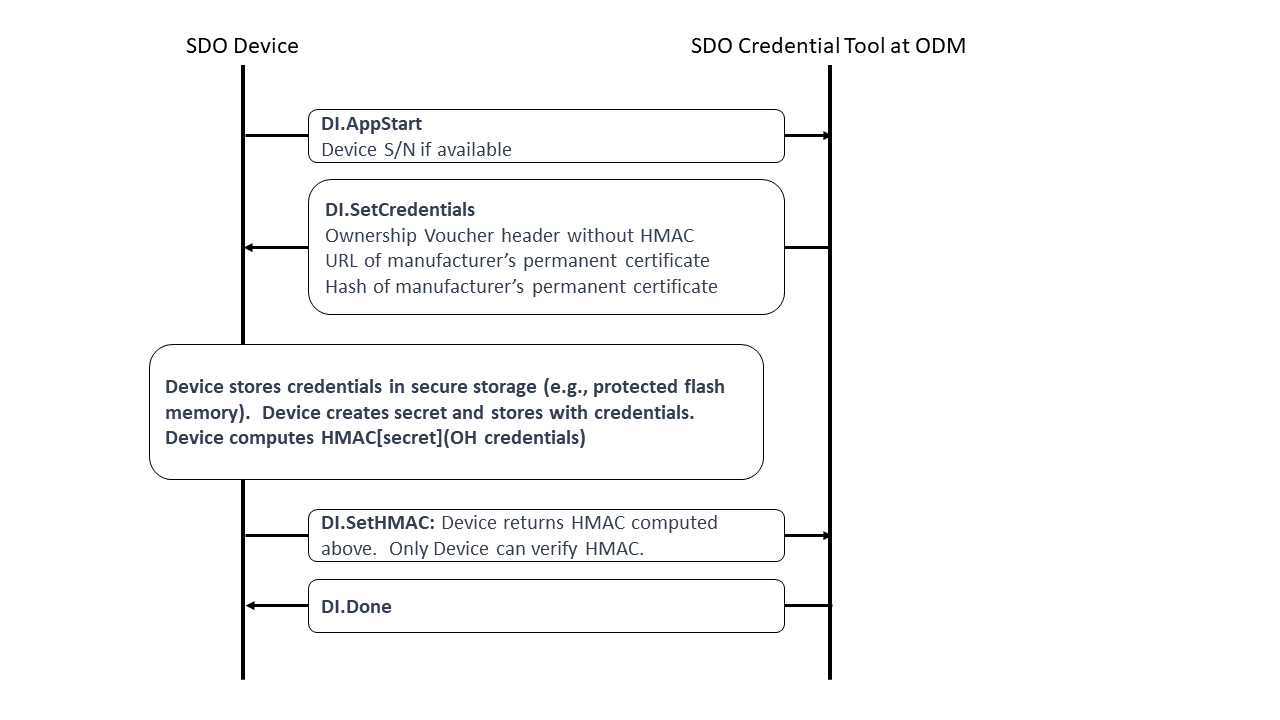 SDO Device
SDO Credential Tool at ODM
DI.AppStart
Device S/N if available
DI.SetCredentials
Ownership Voucher header without HMAC
URL of manufacturer’s permanent certificate
Hash of manufacturer’s permanent certificate
Device stores credentials in secure storage (e.g., protected flash
memory).  Device creates secret and stores with credentials.
Device computes HMAC[secret](OH credentials)
DI.SetHMAC: Device returns HMAC computed
above.  Only Device can verify HMAC.
DI.Done